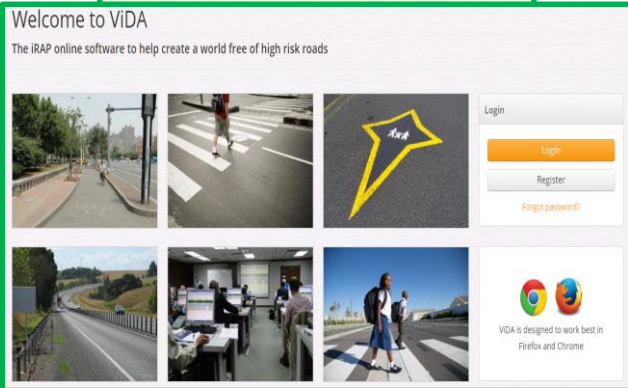 Welcome to ViDA
The iRAP online software to help create a world free of high risk roads
Login
Login
Register
Forgot password?
ViDA is designed to work best in
Firefox and Chrome